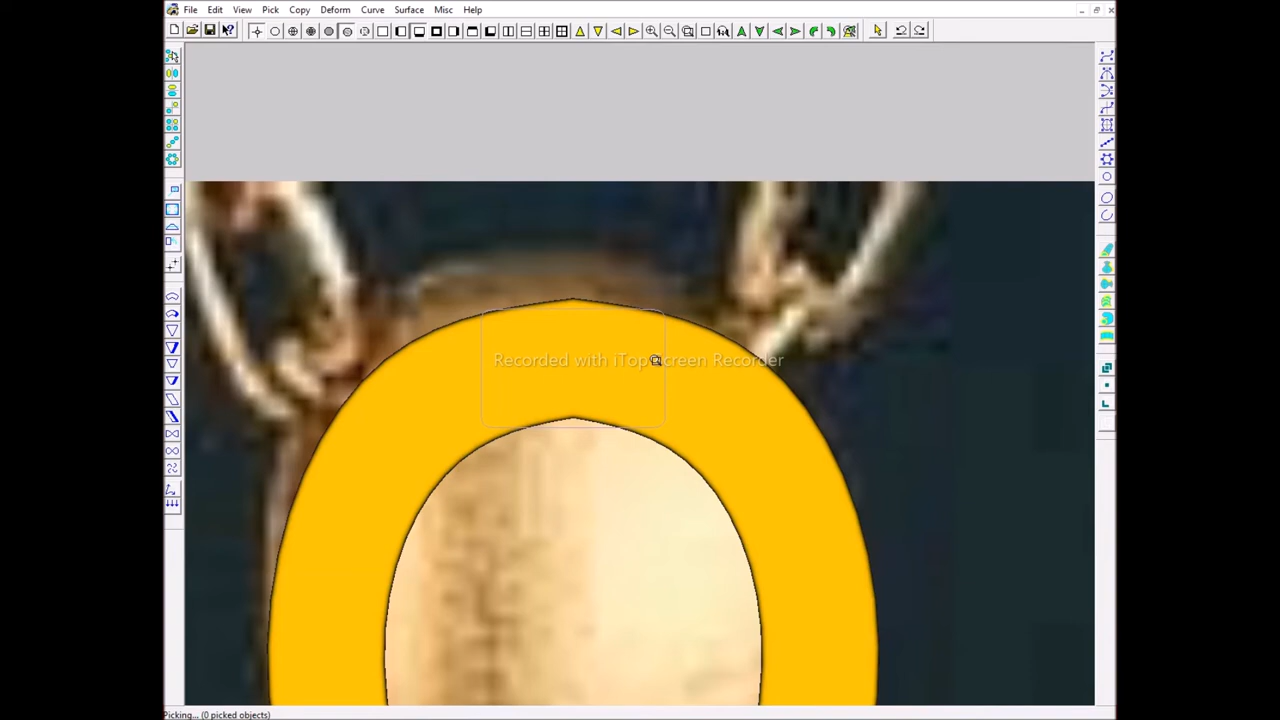 File Edit View Pick Copy Deform Curve Surface Misc Help
Recorded with iTop Screen Recorder
Picking... (0 picked objects)